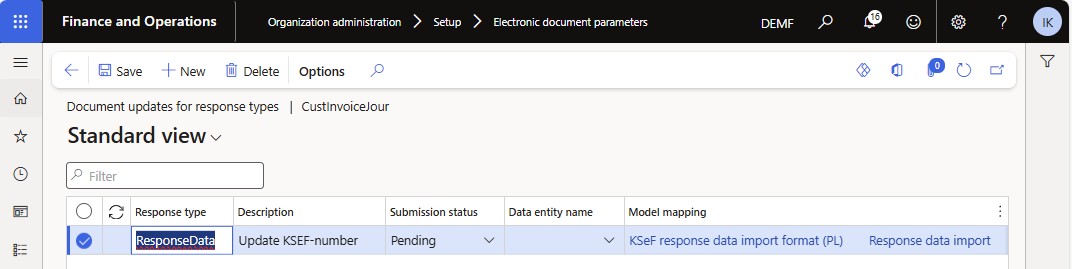 Finance and Operations Organization administration Setup Electronic document parameters DEMF 16 ? IK
Save New Delete Options 0
Document updates for response types | CustInvoiceJour
Standard view
Filter
Response type Description Submission status Data entity name Model mapping
ResponseData Update KSEF-number Pending KSeF response data import format (PL) Response data import